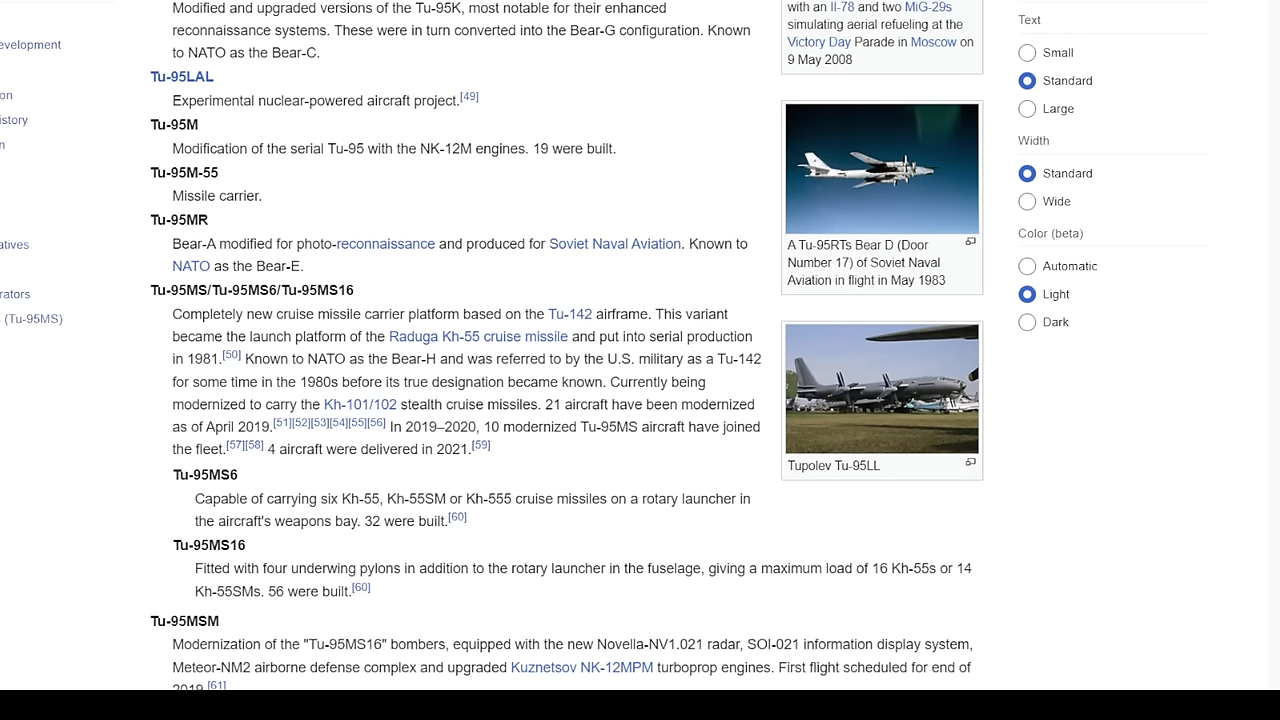 evelopment
on
istory
n
atives
rators
(Tu-95MS)
Modified and upgraded versions of the Tu-95K, most notable for their enhanced
reconnaissance systems. These were in turn converted into the Bear-G configuration. Known
to NATO as the Bear-C.
Tu-95LAL
Experimental nuclear-powered aircraft project.[49]
Tu-95M
Modification of the serial Tu-95 with the NK-12M engines. 19 were built.
Tu-95M-55
Missile carrier.
Tu-95MR
Bear-A modified for photo-reconnaissance and produced for Soviet Naval Aviation. Known to
NATO as the Bear-E.
Tu-95MS/Tu-95MS6/Tu-95MS16
Completely new cruise missile carrier platform based on the Tu-142 airframe. This variant
became the launch platform of the Raduga Kh-55 cruise missile and put into serial production
in 1981.[50] Known to NATO as the Bear-H and was referred to by the U.S. military as a Tu-142
for some time in the 1980s before its true designation became known. Currently being
modernized to carry the Kh-101/102 stealth cruise missiles. 21 aircraft have been modernized
as of April 2019.[51][52][53][54][55][56] In 2019–2020, 10 modernized Tu-95MS aircraft have joined
the fleet.[57][58] 4 aircraft were delivered in 2021.[59]
Tu-95MS6
Capable of carrying six Kh-55, Kh-55SM or Kh-555 cruise missiles on a rotary launcher in
the aircraft's weapons bay. 32 were built.[60]
Tu-95MS16
Fitted with four underwing pylons in addition to the rotary launcher in the fuselage, giving a maximum load of 16 Kh-55s or 14
Kh-55SMs. 56 were built.[60]
Tu-95MSM
Modernization of the "Tu-95MS16" bombers, equipped with the new Novella-NV1.021 radar, SOI-021 information display system,
Meteor-NM2 airborne defense complex and upgraded Kuznetsov NK-12MPM turboprop engines. First flight scheduled for end of
2019.[61]
with an Il-78 and two MiG-29s
simulating aerial refueling at the
Victory Day Parade in Moscow on
9 May 2008
A Tu-95RTs Bear D (Door
Number 17) of Soviet Naval
Aviation in flight in May 1983
Tupolev Tu-95LL
Text
Small
Standard
Large
Width
Standard
Wide
Color (beta)
Automatic
Light
Dark